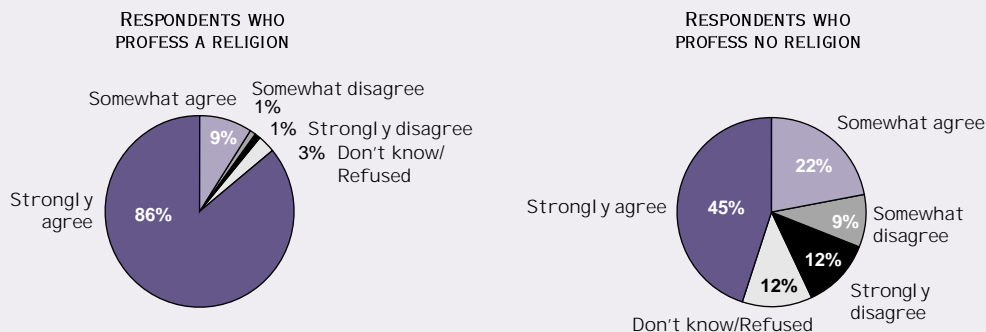 RESPONDENTS WHO
PROFESS A RELIGION
Somewhat agree
Somewhat disagree
1%
9%
1% Strongly disagree
3% Don't know/
Refused
Strongly
agree
86%
RESPONDENTS WHO
PROFESS NO RELIGION
Somewhat agree
22%
Strongly agree
45%
9%
Somewhat
disagree
12%
12%
Strongly
disagree
Don't know/Refused